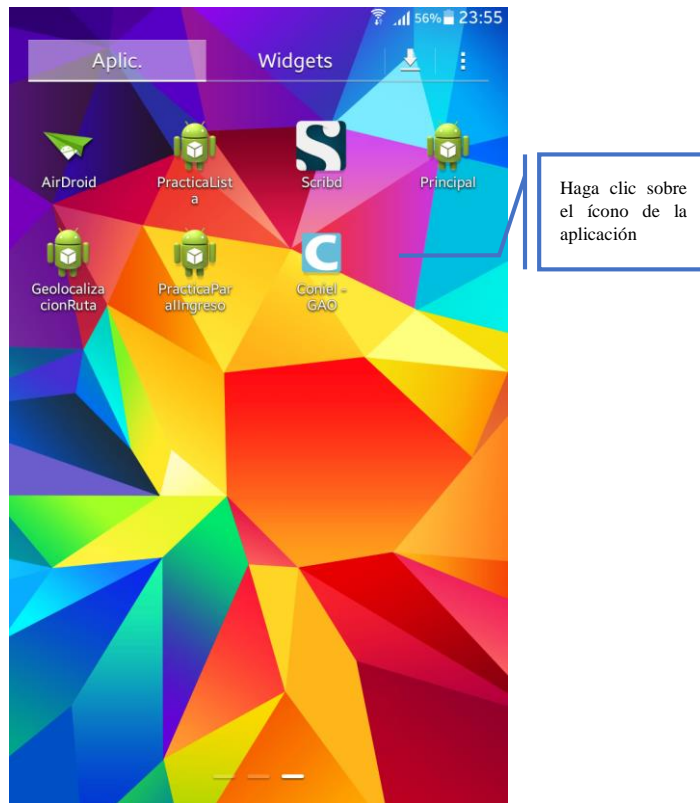 56% 23:55
Aplic. Widgets
AirDroid
PracticaList
a
Scribd
Principal
Geolocaliza
cionRuta
PracticaPar
aIIngreso
Coniel –
GAO
Haga clic sobre
el ícono de la
aplicación